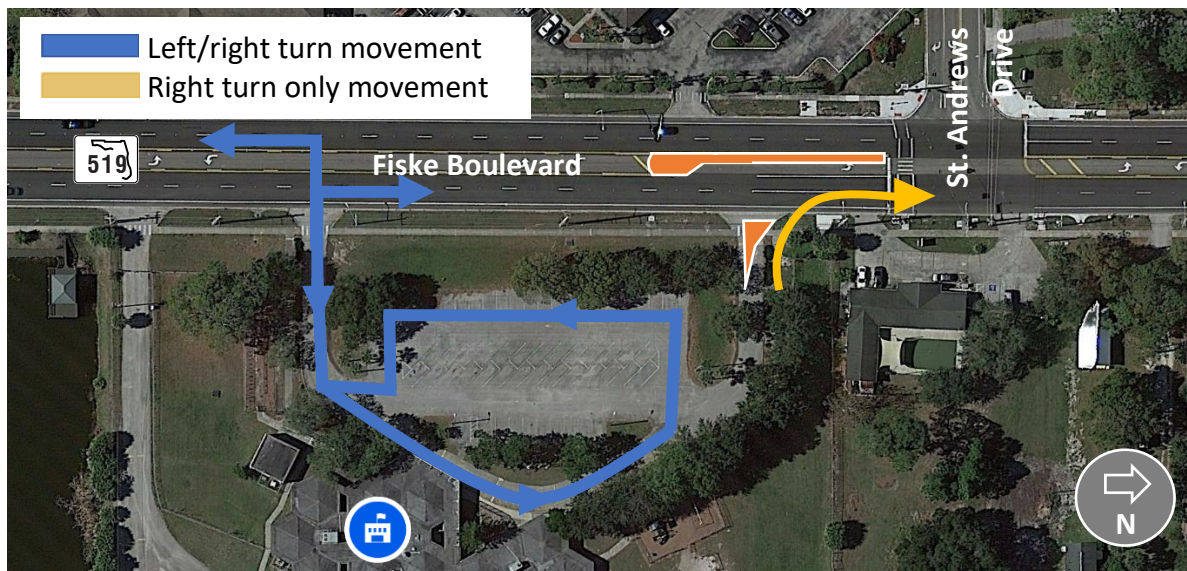 Left/right turn movement
Right turn only movement
519
Fiske Boulevard
St. Andrews
Drive
N